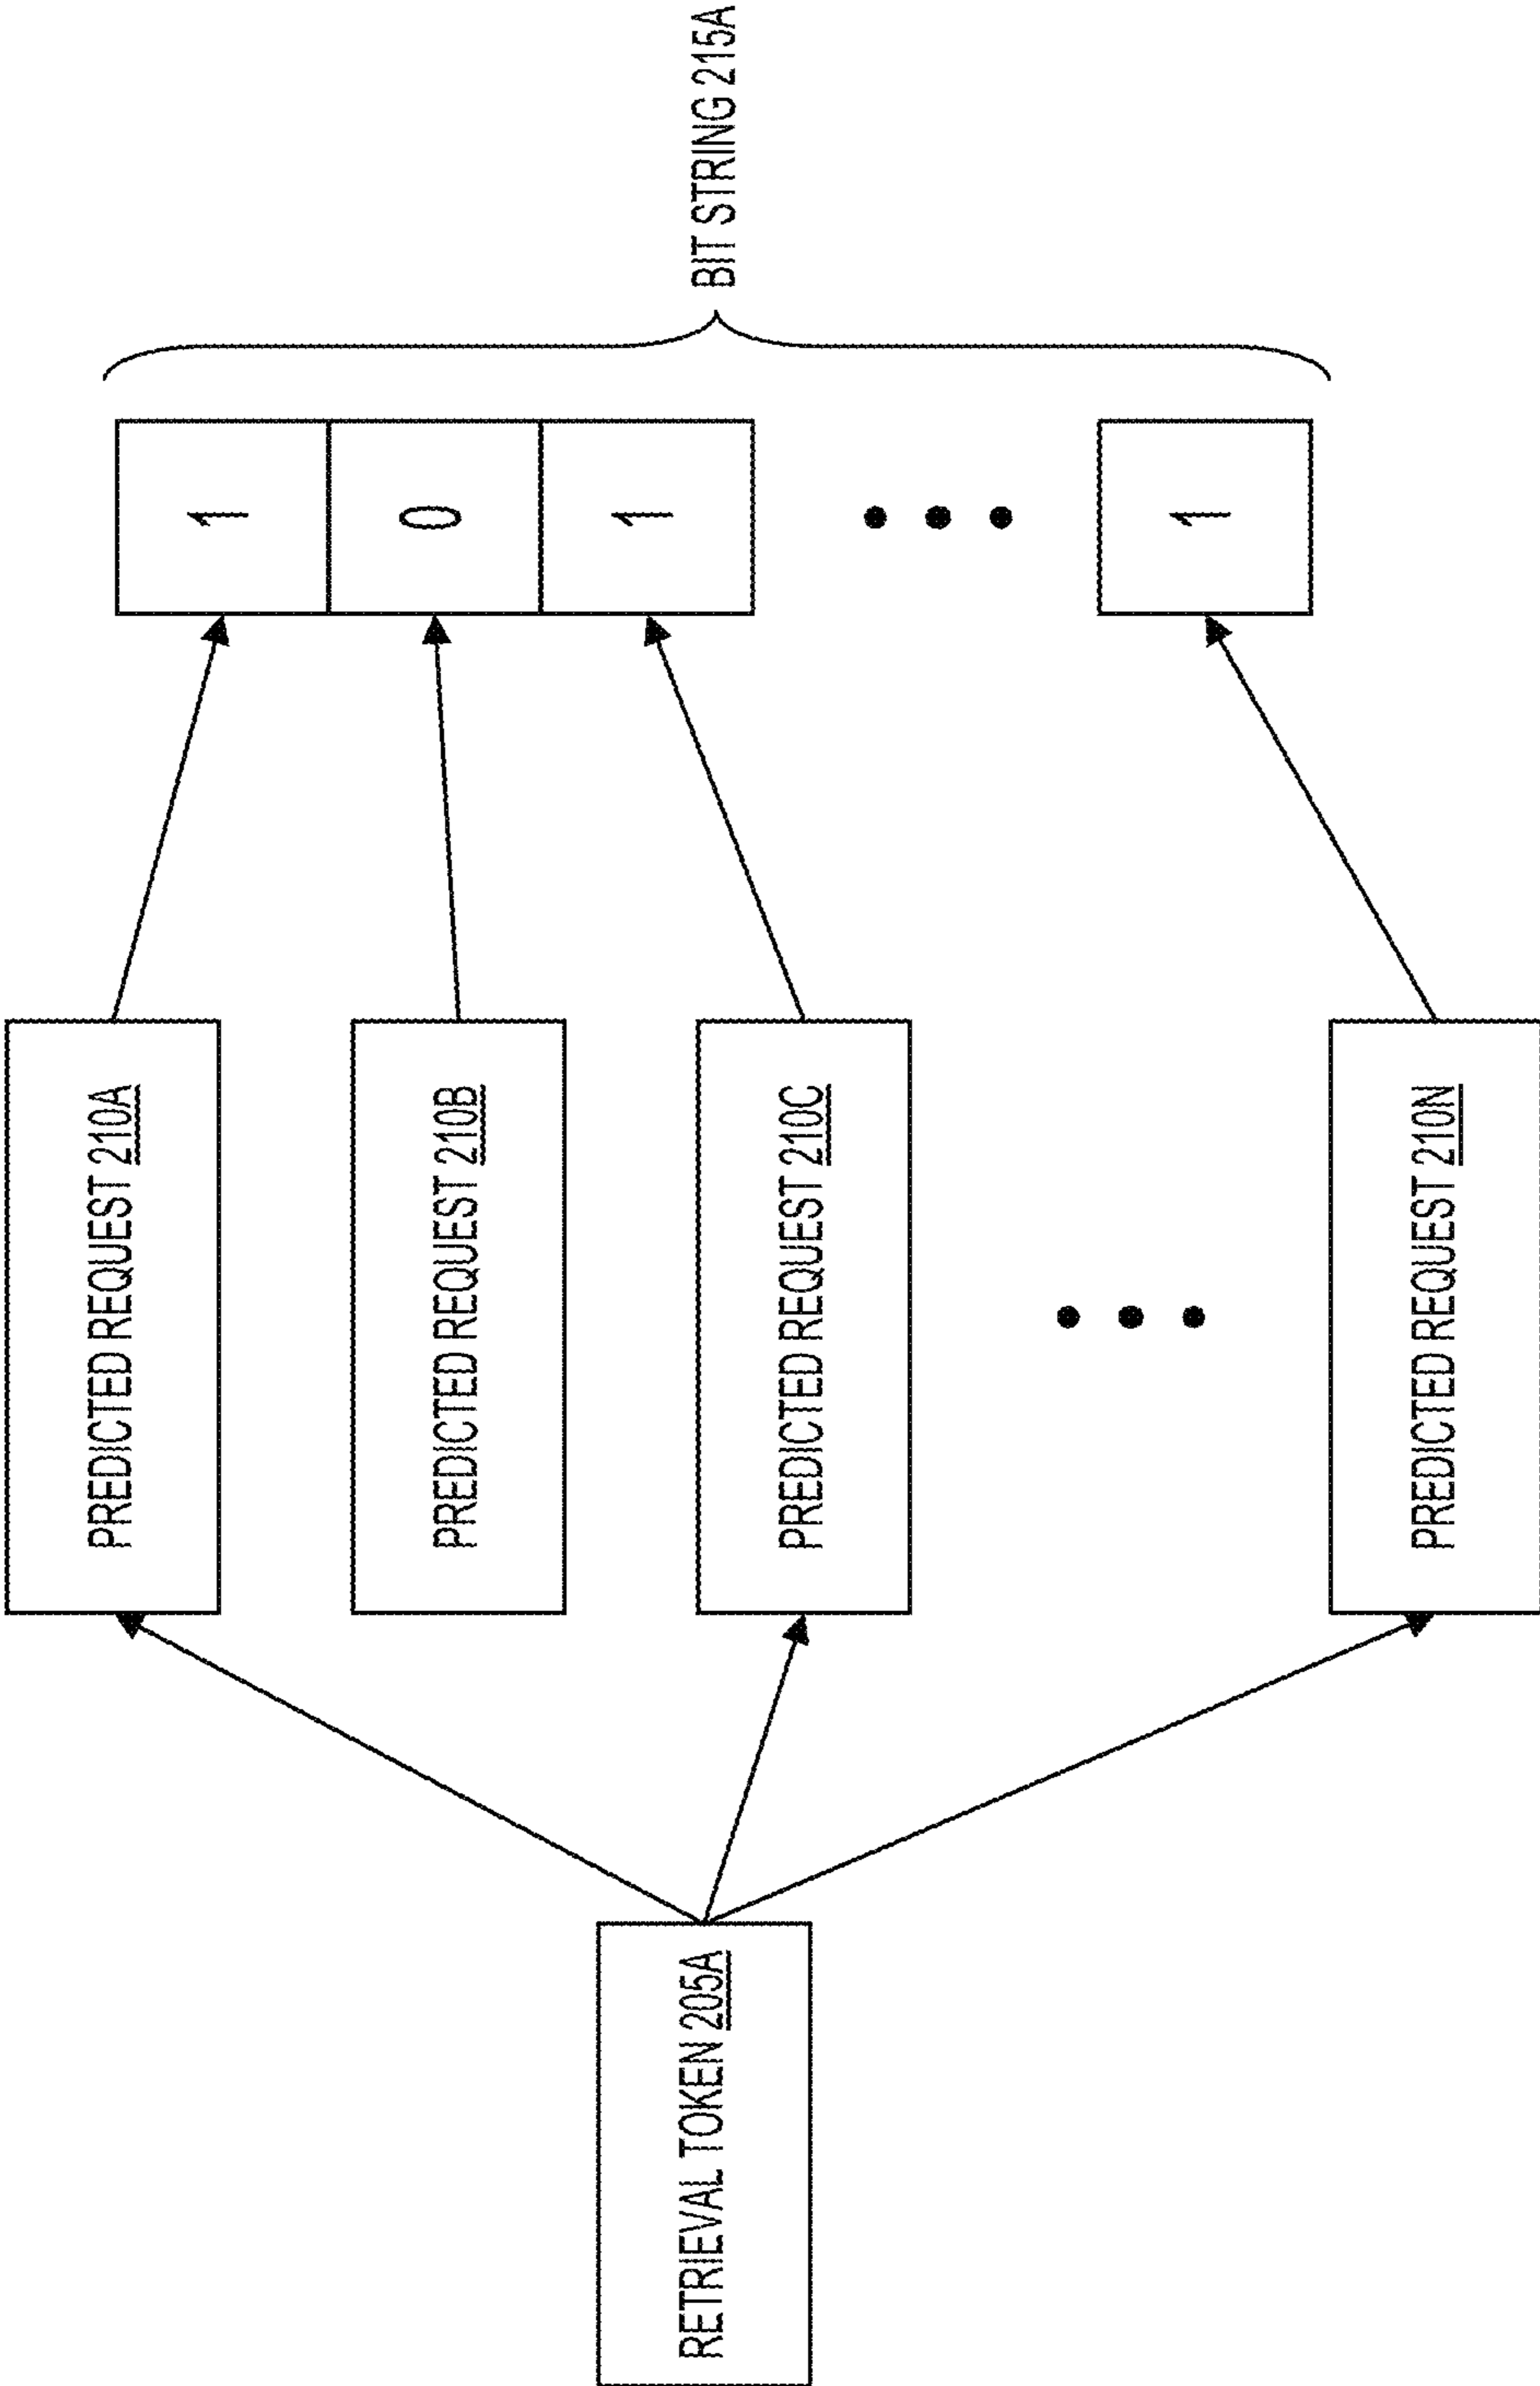 RETRIEVAL TOKEN 205A
PREDICTED REQUEST 210A
PREDICTED REQUEST 210B
PREDICTED REQUEST 210C
PREDICTED REQUEST 210N
1
0
1
1
BIT STRING 215A